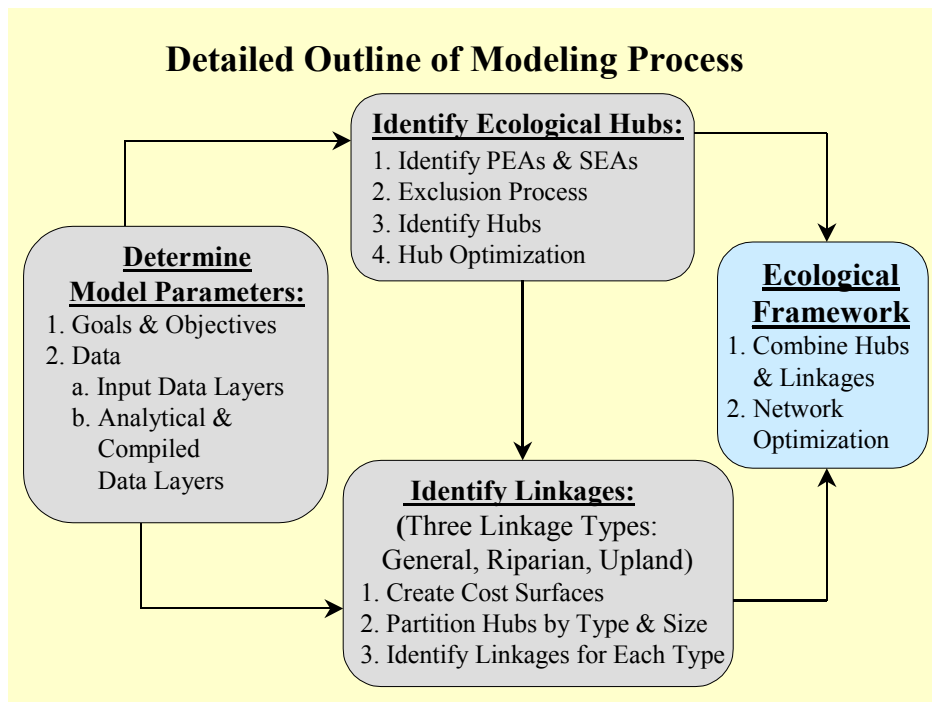 Detailed Outline of Modeling Process
Identify Ecological Hubs:
1. Identify PEAs & SEAs
2. Exclusion Process
3. Identify Hubs
4. Hub Optimization
Determine
Model Parameters:
1. Goals & Objectives
2. Data
a. Input Data Layers
b. Analytical &
Compiled
Data Layers
Ecological
Framework
1. Combine Hubs
& Linkages
2. Network
Optimization
Identify Linkages:
(Three Linkage Types:
General, Riparian, Upland)
1. Create Cost Surfaces
2. Partition Hubs by Type & Size
3. Identify Linkages for Each Type